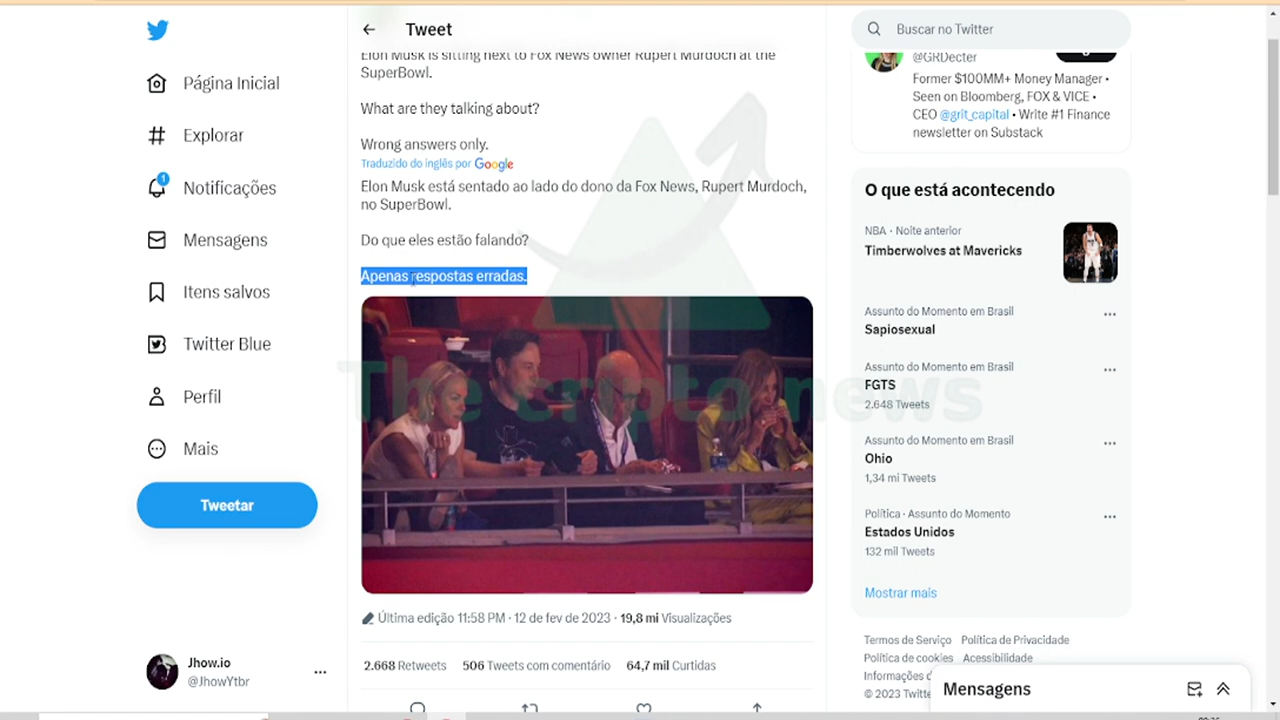 Tweet
Buscar no Twitter
Página Inicial
Explorar
1
Notificações
Mensagens
Itens salvos
Twitter Blue
Perfil
Mais
Tweetar
Jhow.io
@JhowYtbr
Elon Musk is sitting next to Fox News owner Rupert Murdoch at the
SuperBowl.
What are they talking about?
Wrong answers only.
Traduzido do inglês por Google
Elon Musk está sentado ao lado do dono da Fox News, Rupert Murdoch,
no SuperBowl.
Do que eles estão falando?
Apenas respostas erradas.
The cripto news
Última edição 11:58 PM · 12 de fev de 2023 · 19,8 mi Visualizações
2.668 Retweets 506 Tweets com comentário 64,7 mil Curtidas
@GRDecter
Former $100MM+ Money Manager •
Seen on Bloomberg, FOX & VICE •
CEO @grit_capital • Write #1 Finance
newsletter on Substack
O que está acontecendo
NBA · Noite anterior
Timberwolves at Mavericks
Assunto do Momento em Brasil
Sapiosexual
Assunto do Momento em Brasil
FGTS
2.648 Tweets
Assunto do Momento em Brasil
Ohio
1,34 mi Tweets
Política · Assunto do Momento
Estados Unidos
132 mil Tweets
Mostrar mais
Termos de Serviço Política de Privacidade
Política de cookies Acessibilidade
Informações
© 2023
Mensagens